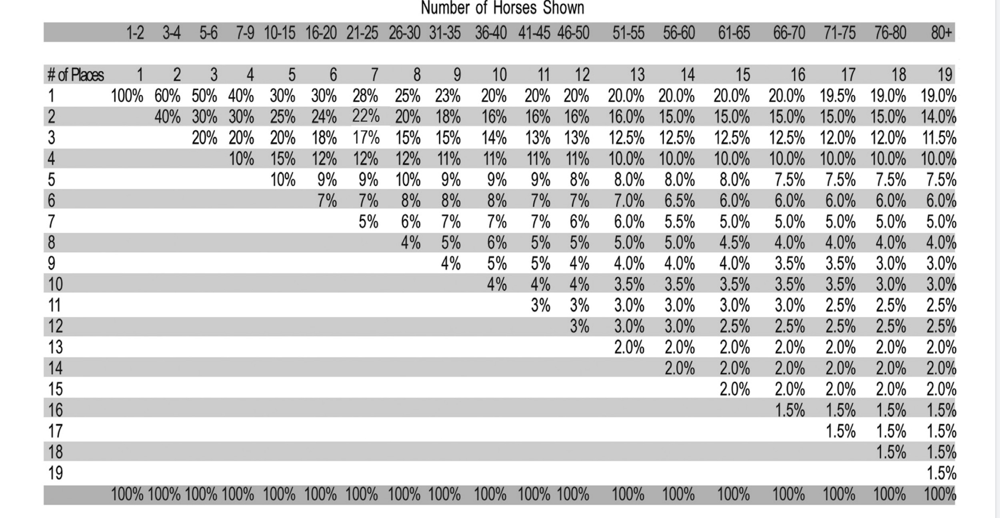 Number of Horses Shown
1-2 3-4 5-6 7-9 10-15 16-20 21-25 26-30 31-35 36-40 41-45 46-50 51-55 56-60 61-65 66-70 71-75 76-80 80+
# of Places 1 2 3 4 5 6 7 8 9 10 11 12 13 14 15 16 17 18 19
1 100% 60% 50% 40% 30% 30% 28% 25% 23% 20% 20% 20% 20.0% 20.0% 20.0% 20.0% 19.5% 19.0% 19.0%
2 40% 30% 30% 25% 24% 22% 20% 18% 16% 16% 16% 16.0% 15.0% 15.0% 15.0% 15.0% 15.0% 14.0%
3 20% 20% 20% 18% 17% 15% 15% 14% 13% 13% 12.5% 12.5% 12.5% 12.5% 12.0% 12.0% 11.5%
4 10% 15% 12% 12% 12% 11% 11% 11% 11% 10.0% 10.0% 10.0% 10.0% 10.0% 10.0% 10.0%
5 10% 9% 9% 10% 9% 9% 9% 8% 8.0% 8.0% 8.0% 7.5% 7.5% 7.5% 7.5%
6 7% 7% 8% 8% 8% 7% 7% 7.0% 6.5% 6.0% 6.0% 6.0% 6.0% 6.0%
7 5% 6% 7% 7% 7% 6% 6.0% 5.5% 5.0% 5.0% 5.0% 5.0% 5.0%
8 4% 5% 6% 5% 5% 5.0% 5.0% 4.5% 4.0% 4.0% 4.0% 4.0%
9 4% 5% 5% 4% 4.0% 4.0% 4.0% 3.5% 3.5% 3.0% 3.0%
10 4% 4% 4% 3.5% 3.5% 3.5% 3.5% 3.5% 3.0% 3.0%
11 3% 3% 3.0% 3.0% 3.0% 3.0% 2.5% 2.5% 2.5%
12 3% 3.0% 3.0% 2.5% 2.5% 2.5% 2.5% 2.5%
13 2.0% 2.0% 2.0% 2.0% 2.0% 2.0% 2.0%
14 2.0% 2.0% 2.0% 2.0% 2.0% 2.0%
15 2.0% 2.0% 2.0% 2.0% 2.0%
16 1.5% 1.5% 1.5% 1.5%
17 1.5% 1.5% 1.5%
18 1.5% 1.5%
19 1.5%
100% 100% 100% 100% 100% 100% 100% 100% 100% 100% 100% 100% 100% 100% 100% 100% 100% 100% 100%